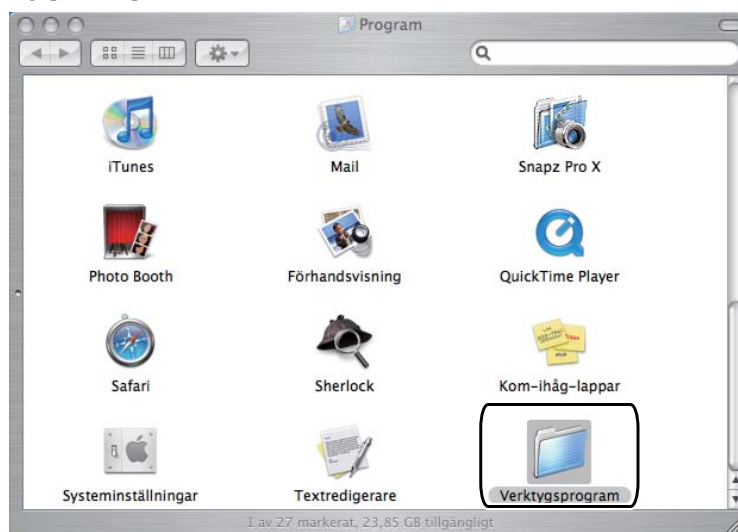 Program
iTunes
Mail
Snapz Pro X
Photo Booth
Förhandsvisning
QuickTime Player
Safari
Sherlock
Kom-ihåg-lappar
Systeminställningar
Textredigerare
Verktygsprogram
1 av 27 markerat, 23,85 GB tillgängligt